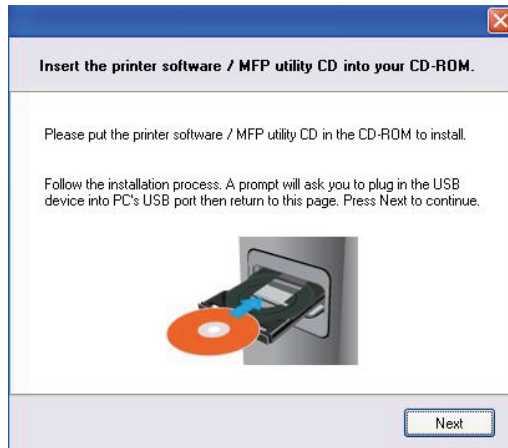 Insert the printer software / MFP utility CD into your CD-ROM.
Please put the printer software / MFP utility CD in the CD-ROM to install.
Follow the installation process. A prompt will ask you to plug in the USB
device into PC's USB port then return to this page. Press Next to continue.
Next